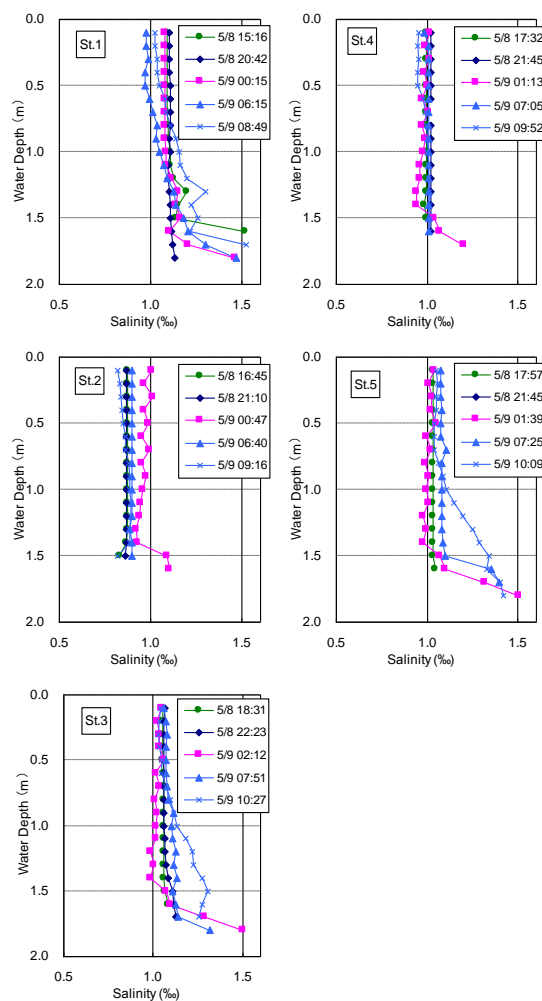 St.1
5/8 15:16
5/8 20:42
5/9 00:15
5/9 06:15
5/9 08:49
Water Depth (m)
0.0
0.5
1.0
1.5
2.0
0.5 1.0 1.5
Salinity (‰)
St.4
5/8 17:32
5/8 21:45
5/9 01:13
5/9 07:05
5/9 09:52
Water Depth (m)
0.0
0.5
1.0
1.5
2.0
0.5 1.0 1.5
Salinity (‰)
St.2
5/8 16:45
5/8 21:10
5/9 00:47
5/9 06:40
5/9 09:16
Water Depth (m)
0.0
0.5
1.0
1.5
2.0
0.5 1.0 1.5
Salinity (‰)
St.5
5/8 17:57
5/8 21:45
5/9 01:39
5/9 07:25
5/9 10:09
Water Depth (m)
0.0
0.5
1.0
1.5
2.0
0.5 1.0 1.5
Salinity (‰)
St.3
5/8 18:31
5/8 22:23
5/9 02:12
5/9 07:51
5/9 10:27
Water Depth (m)
0.0
0.5
1.0
1.5
2.0
0.5 1.0 1.5
Salinity (‰)